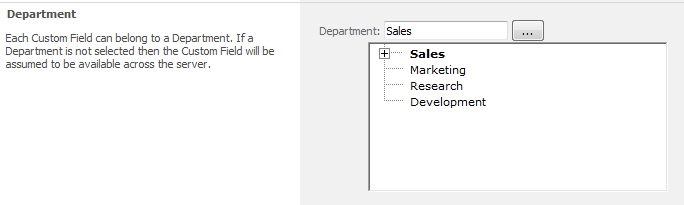 Department
Each Custom Field can belong to a Department. If a
Department is not selected then the Custom Field will be
assumed to be available across the server.
Department: Sales ...
Sales
Marketing
Research
Development